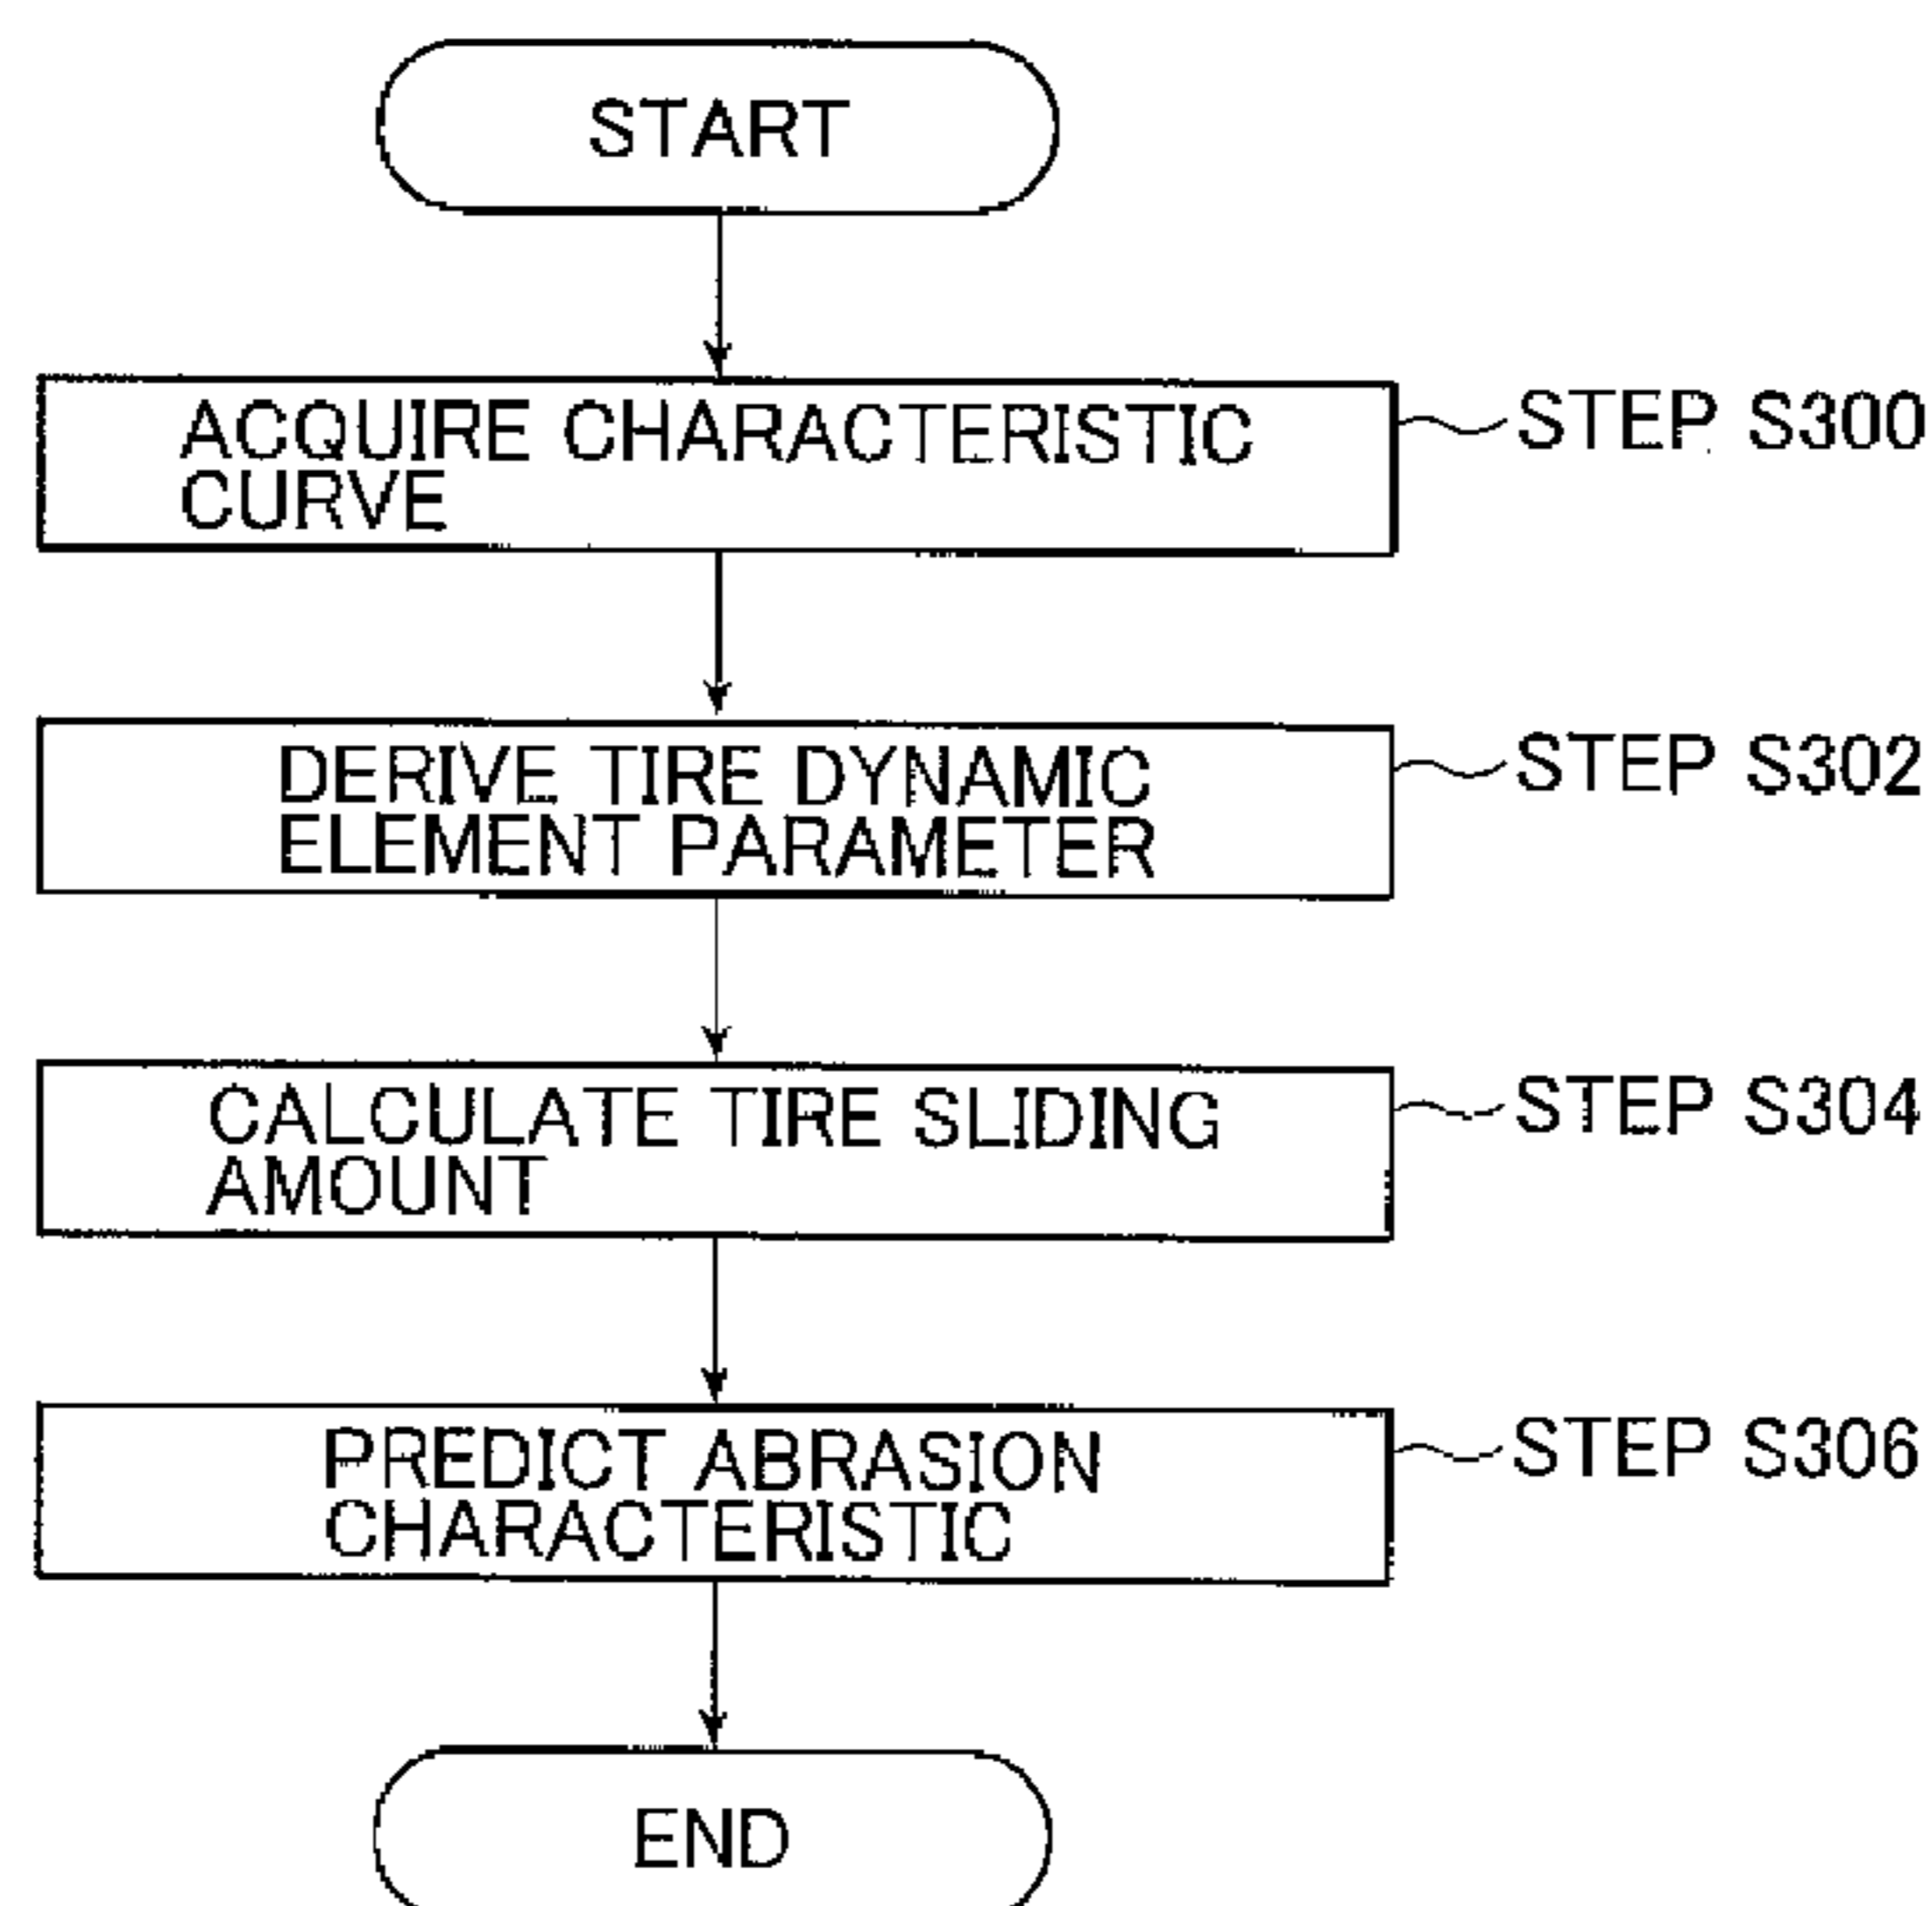 START
ACQUIRE CHARACTERISTIC
CURVE
STEP S300
DERIVE TIRE DYNAMIC
ELEMENT PARAMETER
STEP S302
CALCULATE TIRE SLIDING
AMOUNT
STEP S304
PREDICT ABRASION
CHARACTERISTIC
STEP S306
END